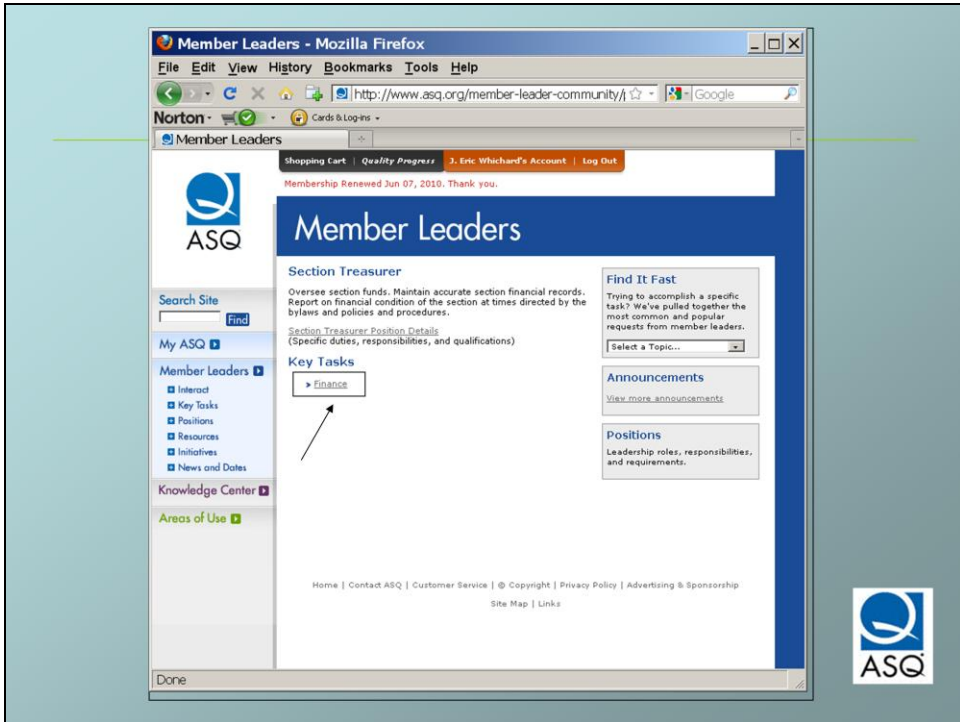 Member Leaders - Mozilla Firefox
File Edit View History Bookmarks Tools Help
http://www.asq.org/member-leader-community/
Google
Norton
Cards & Log-ins
Member Leaders
Shopping Cart | Quality Progress J. Eric Whichard's Account | Log Out
Membership Renewed Jun 07, 2010. Thank you.
ASQ
Member Leaders
Search Site
Find
My ASQ
Member Leaders
Interact
Key Tasks
Positions
Resources
Initiatives
News and Dates
Knowledge Center
Areas of Use
Section Treasurer
Oversee section funds. Maintain accurate section financial records.
Report on financial condition of the section at times directed by the
bylaws and policies and procedures.
Section Treasurer Position Details
(Specific duties, responsibilities, and qualifications)
Key Tasks
» Finance
Find It Fast
Trying to accomplish a specific
task? We've pulled together the
most common and popular
requests from member leaders.
Select a Topic...
Announcements
View more announcements
Positions
Leadership roles, responsibilities,
and requirements.
Home | Contact ASQ | Customer Service | © Copyright | Privacy Policy | Advertising & Sponsorship
Site Map | Links
Done
ASQ